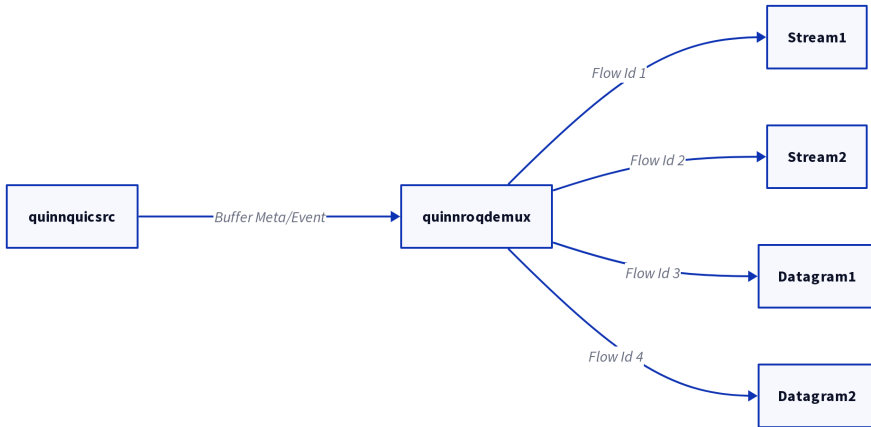 Stream1
Flow Id 1
Stream2
Flow Id 2
quinnquicsrc
Buffer Meta/Event
quinnroqdemux
Flow Id 3
Datagram1
Flow Id 4
Datagram2